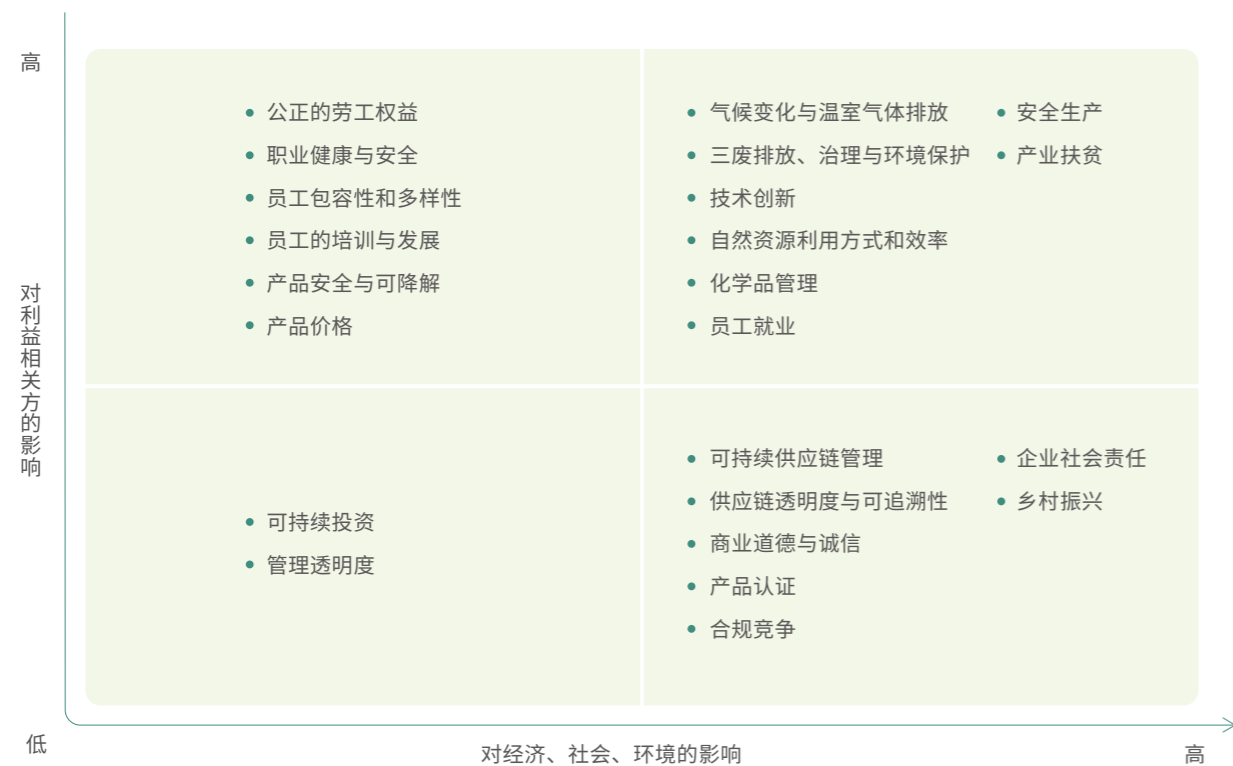 高
对利益相关方的影响
公正的劳工权益
职业健康与安全
员工包容性和多样性
员工的培训与发展
产品安全与可降解
产品价格
气候变化与温室气体排放
三废排放、治理与环境保护
技术创新
自然资源利用方式和效率
化学品管理
员工就业
安全生产
产业扶贫
可持续投资
管理透明度
可持续供应链管理
供应链透明度与可追溯性
商业道德与诚信
产品认证
合规竞争
企业社会责任
乡村振兴
低
对经济、社会、环境的影响
高